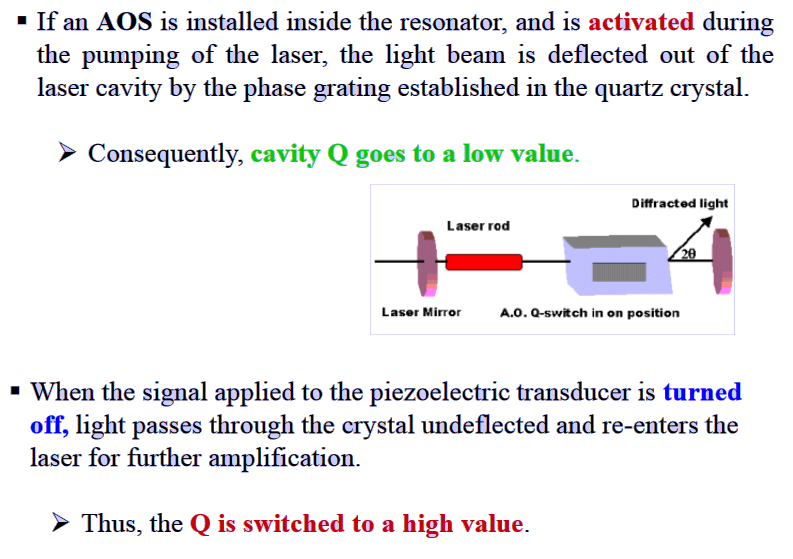 ▪ If an AOS is installed inside the resonator, and is activated during
the pumping of the laser, the light beam is deflected out of the
laser cavity by the phase grating established in the quartz crystal.
➢ Consequently, cavity Q goes to a low value.
Diffracted light
Laser rod
2θ
Laser Mirror
A.O. Q-switch in on position
▪ When the signal applied to the piezoelectric transducer is turned
off, light passes through the crystal undeflected and re-enters the
laser for further amplification.
➢ Thus, the Q is switched to a high value.